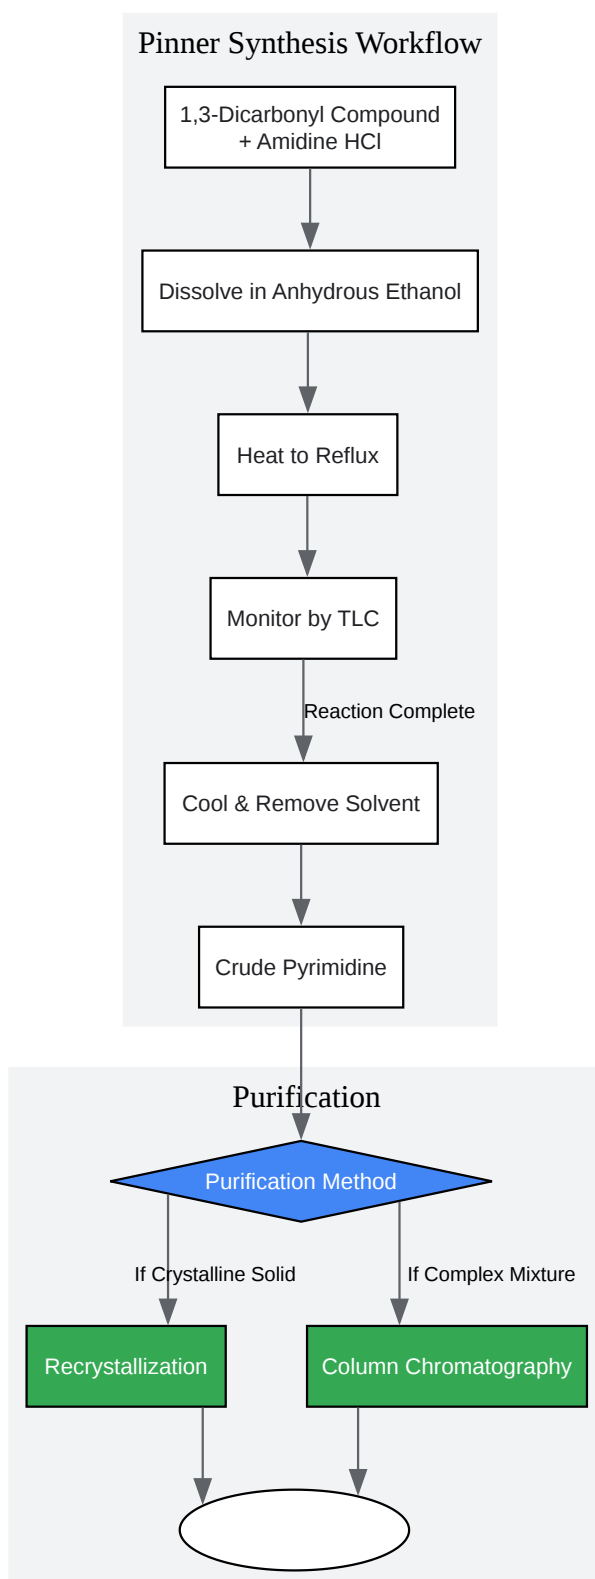 Pinner Synthesis Workflow
1,3-Dicarbonyl Compound
+ Amidine HCl
Dissolve in Anhydrous Ethanol
Heat to Reflux
Monitor by TLC
Reaction Complete
Cool & Remove Solvent
Crude Pyrimidine
Purification
Purification Method
If Crystalline Solid
If Complex Mixture
Recrystallization
Column Chromatography